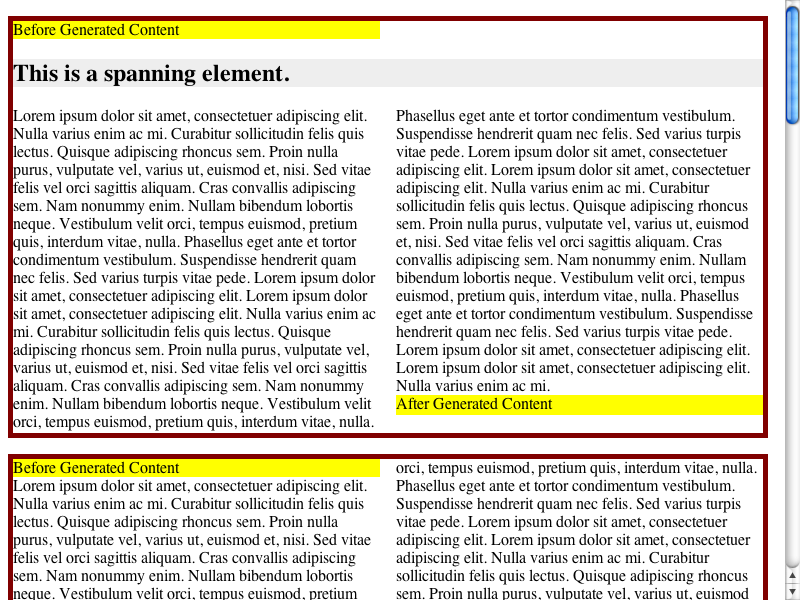 Before Generated Content
This is a spanning element.
Lorem ipsum dolor sit amet, consectetuer adipiscing elit.
Nulla varius enim ac mi. Curabitur sollicitudin felis quis
lectus. Quisque adipiscing rhoncus sem. Proin nulla
purus, vulputate vel, varius ut, euismod et, nisi. Sed vitae
felis vel orci sagittis aliquam. Cras convallis adipiscing
sem. Nam nonummy enim. Nullam bibendum lobortis
neque. Vestibulum velit orci, tempus euismod, pretium
quis, interdum vitae, nulla. Phasellus eget ante et tortor
condimentum vestibulum. Suspendisse hendrerit quam
nec felis. Sed varius turpis vitae pede. Lorem ipsum dolor
sit amet, consectetuer adipiscing elit. Lorem ipsum dolor
sit amet, consectetuer adipiscing elit. Nulla varius enim ac
mi. Curabitur sollicitudin felis quis lectus. Quisque
adipiscing rhoncus sem. Proin nulla purus, vulputate vel,
varius ut, euismod et, nisi. Sed vitae felis vel orci sagittis
aliquam. Cras convallis adipiscing sem. Nam nonummy
enim. Nullam bibendum lobortis neque. Vestibulum velit
orci, tempus euismod, pretium quis, interdum vitae, nulla.
Phasellus eget ante et tortor condimentum vestibulum.
Suspendisse hendrerit quam nec felis. Sed varius turpis
vitae pede. Lorem ipsum dolor sit amet, consectetuer
adipiscing elit. Lorem ipsum dolor sit amet, consectetuer
adipiscing elit. Nulla varius enim ac mi. Curabitur
sollicitudin felis quis lectus. Quisque adipiscing rhoncus
sem. Proin nulla purus, vulputate vel, varius ut, euismod
et, nisi. Sed vitae felis vel orci sagittis aliquam. Cras
convallis adipiscing sem. Nam nonummy enim. Nullam
bibendum lobortis neque. Vestibulum velit orci, tempus
euismod, pretium quis, interdum vitae, nulla. Phasellus
eget ante et tortor condimentum vestibulum. Suspendisse
hendrerit quam nec felis. Sed varius turpis vitae pede.
Lorem ipsum dolor sit amet, consectetuer adipiscing elit.
Lorem ipsum dolor sit amet, consectetuer adipiscing elit.
Nulla varius enim ac mi.
After Generated Content
Before Generated Content
Lorem ipsum dolor sit amet, consectetuer adipiscing elit.
Nulla varius enim ac mi. Curabitur sollicitudin felis quis
lectus. Quisque adipiscing rhoncus sem. Proin nulla
purus, vulputate vel, varius ut, euismod et, nisi. Sed vitae
felis vel orci sagittis aliquam. Cras convallis adipiscing
sem. Nam nonummy enim. Nullam bibendum lobortis
neque. Vestibulum velit orci, tempus euismod, pretium
orci, tempus euismod, pretium quis, interdum vitae, nulla.
Phasellus eget ante et tortor condimentum vestibulum.
Suspendisse hendrerit quam nec felis. Sed varius turpis
vitae pede. Lorem ipsum dolor sit amet, consectetuer
adipiscing elit. Lorem ipsum dolor sit amet, consectetuer
adipiscing elit. Nulla varius enim ac mi. Curabitur
sollicitudin felis quis lectus. Quisque adipiscing rhoncus
sem. Proin nulla purus, vulputate vel, varius ut, euismod